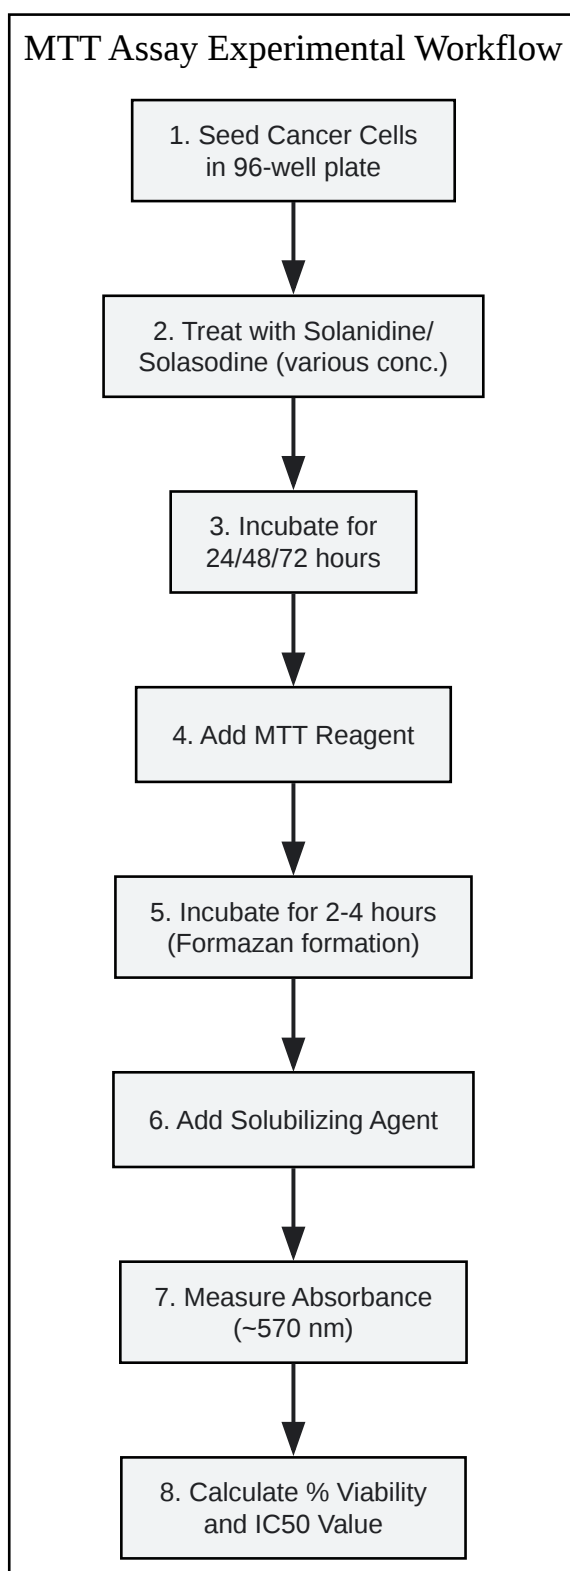 MTT Assay Experimental Workflow
1. Seed Cancer Cells
in 96-well plate
2. Treat with Solanidine/
Solasodine (various conc.)
3. Incubate for
24/48/72 hours
4. Add MTT Reagent
5. Incubate for 2-4 hours
(Formazan formation)
6. Add Solubilizing Agent
7. Measure Absorbance
(~570 nm)
8. Calculate % Viability
and IC50 Value